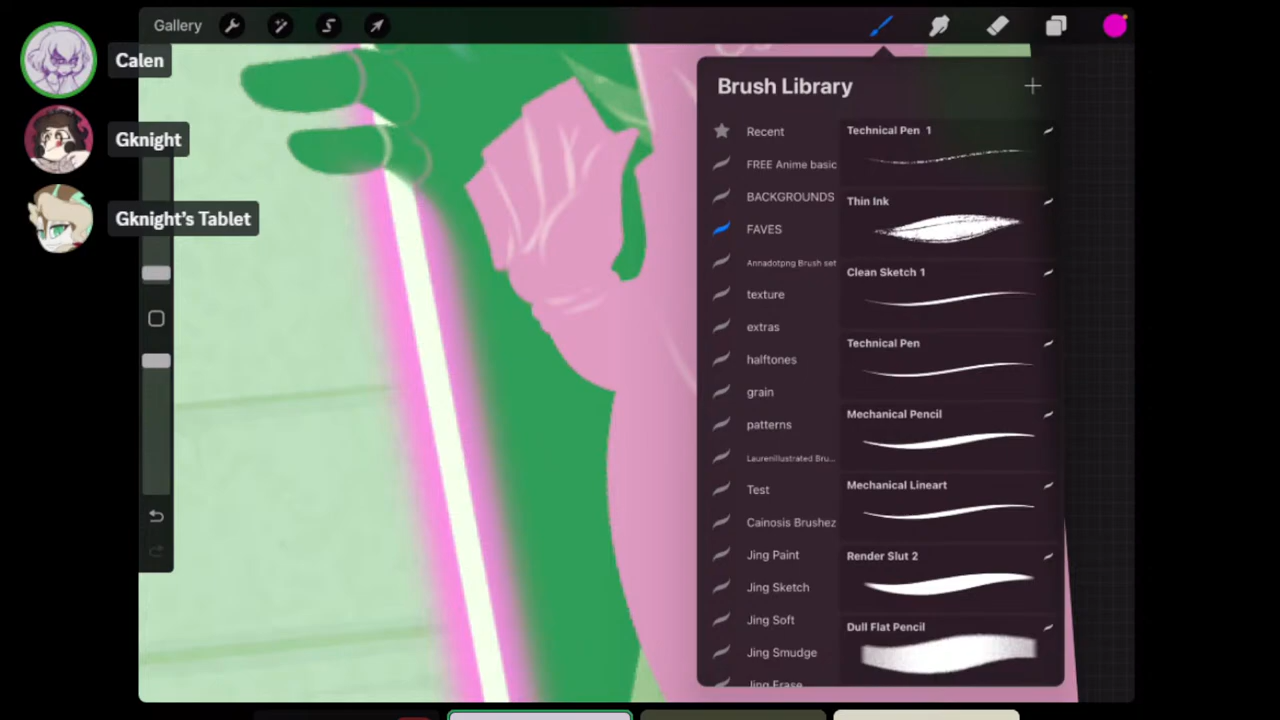 Gallery
Calen
Gknight
Gknight's Tablet
Brush Library
Recent
FREE Anime basic
BACKGROUNDS
FAVES
Annadotpng Brush set
texture
extras
halftones
grain
patterns
Laurenillustrated Bru...
Test
Cainosis Brushez
Jing Paint
Jing Sketch
Jing Soft
Jing Smudge
Jing Erase
Technical Pen 1
Thin Ink
Clean Sketch 1
Technical Pen
Mechanical Pencil
Mechanical Lineart
Render Slut 2
Dull Flat Pencil